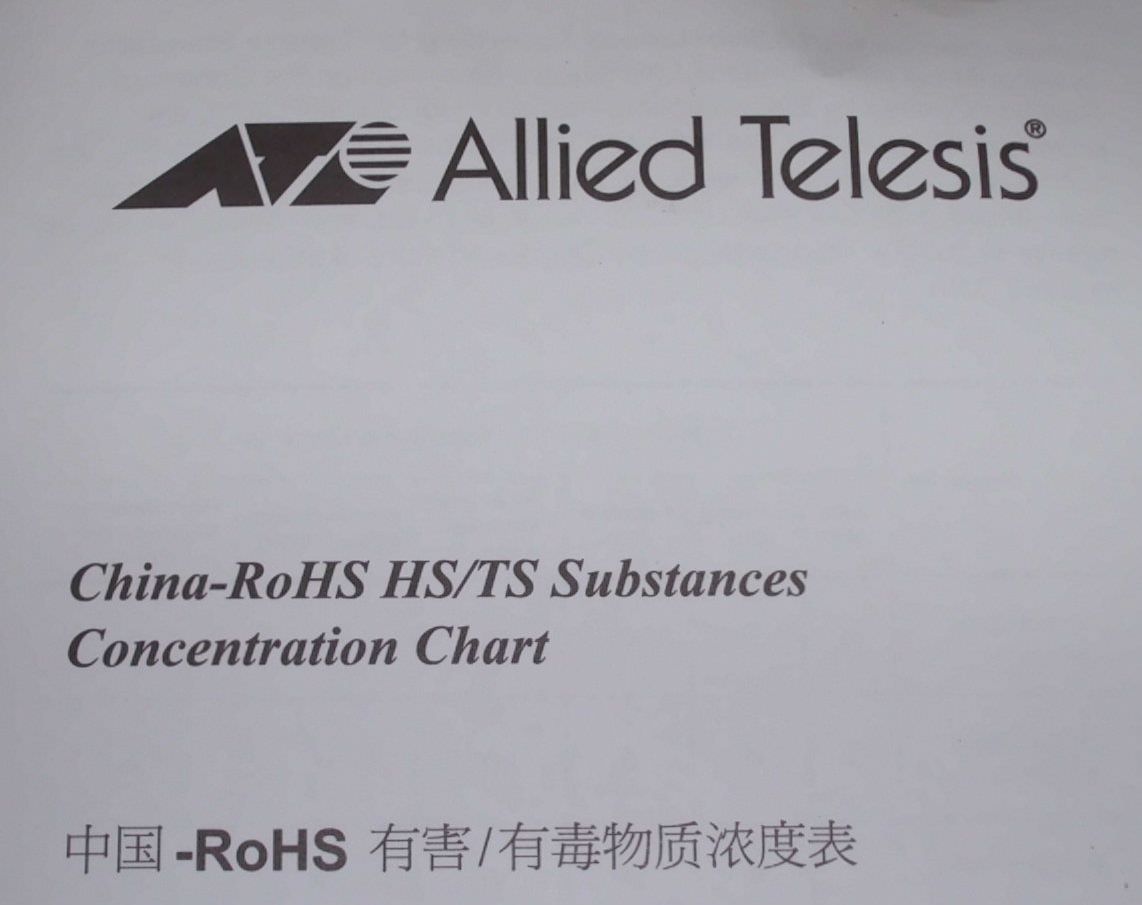 Allied Telesis®
China-RoHS HS/TS Substances
Concentration Chart
中国 -RoHS 有害/有毒物质浓度表